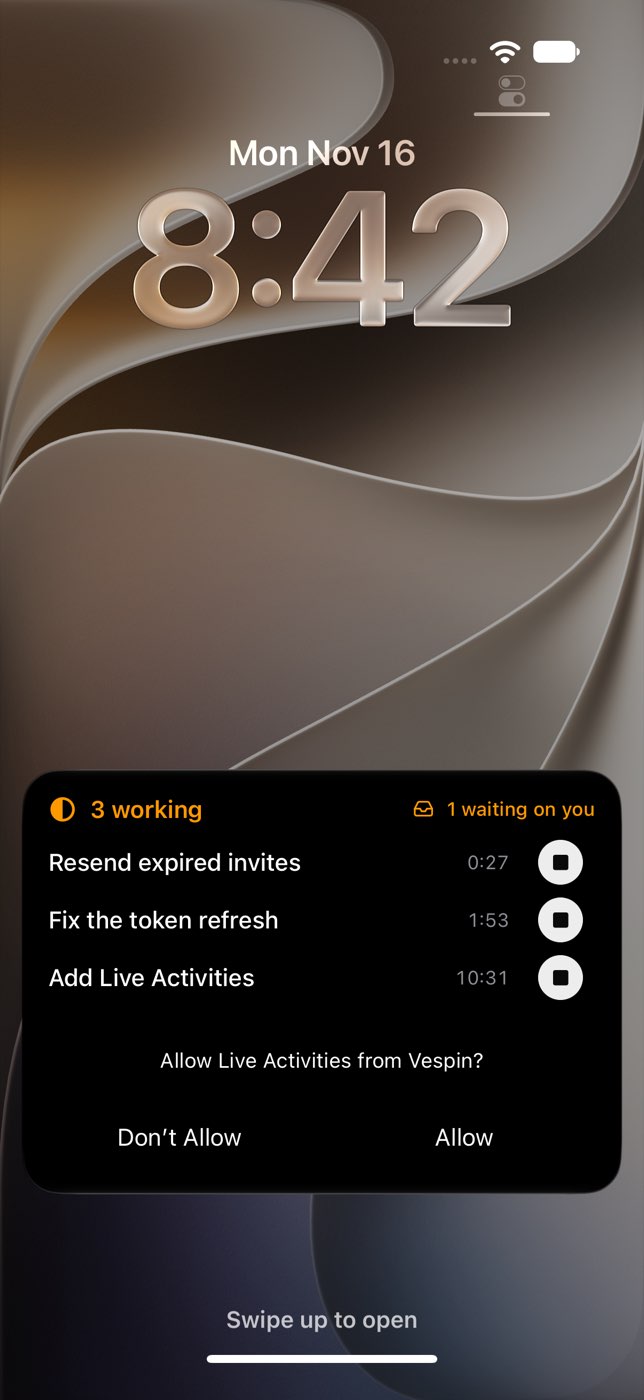 Mon Nov 16
8:42
3 working
1 waiting on you
Resend expired invites 0:27
Fix the token refresh 1:53
Add Live Activities 10:31
Allow Live Activities from Vespin?
Don’t Allow Allow
Swipe up to open